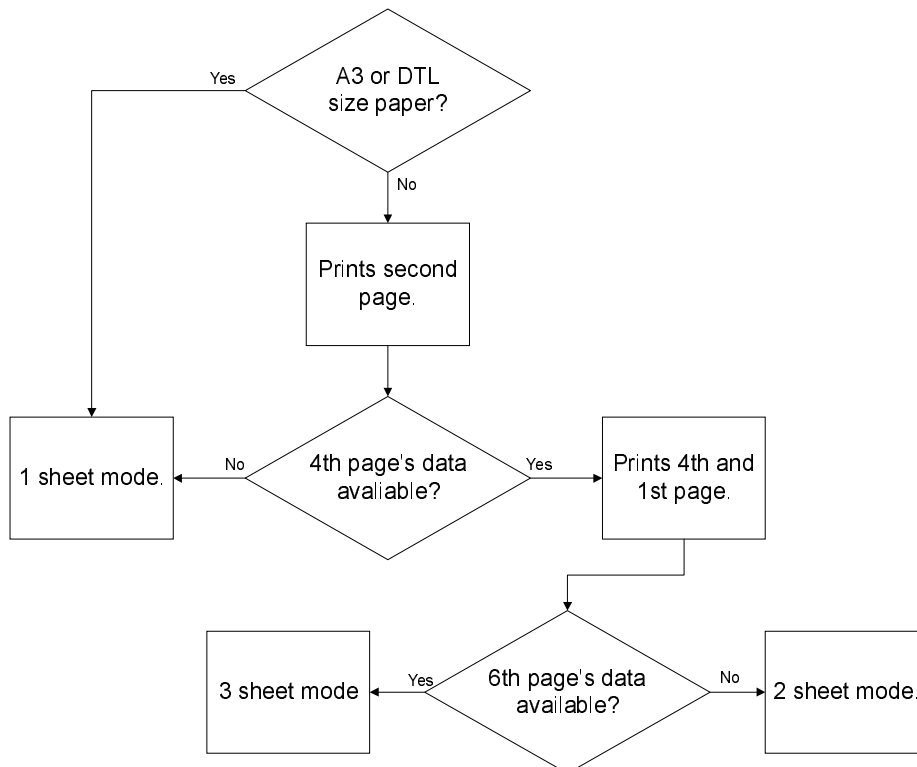 Yes
A3 or DTL
size paper?
No
Prints second
page.
1 sheet mode.
No
4th page's data
avaliable?
Yes
Prints 4th and
1st page.
3 sheet mode
Yes
6th page's data
available?
No
2 sheet mode.